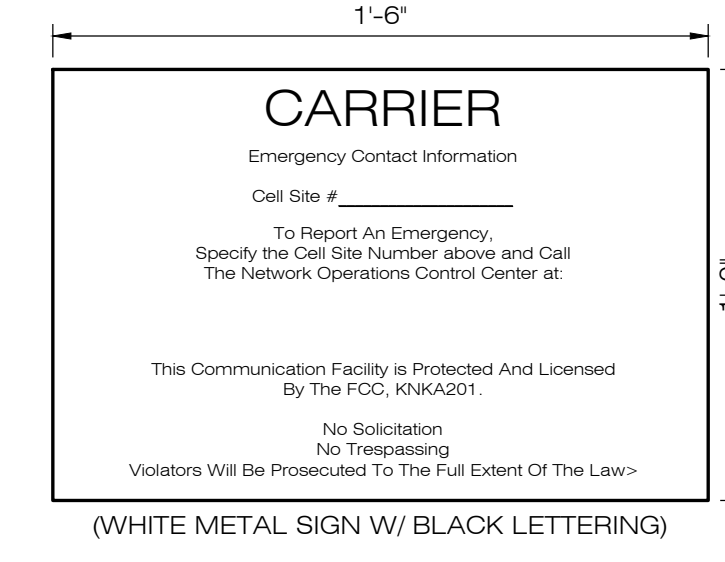 1'-6"
CARRIER
Emergency Contact Information
Cell Site #
To Report An Emergency,
Specify the Cell Site Number above and Call
The Network Operations Control Center at:
This Communication Facility is Protected And Licensed
By The FCC, KNKA201.
No Solicitation
No Trespassing
Violators Will Be Prosecuted To The Full Extent Of The Law>
(WHITE METAL SIGN W/ BLACK LETTERING)